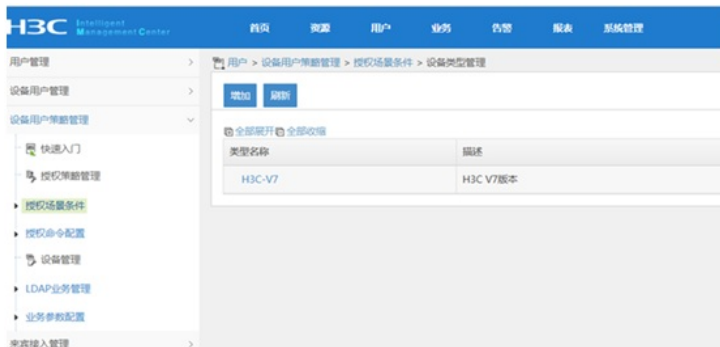 H3C Intelligent Management Center
首页 资源 用户 业务 告警 报表 系统管理
用户管理
设备用户管理
设备用户策略管理
快速入门
授权策略管理
授权场景条件
授权命令配置
设备管理
LDAP业务管理
业务参数配置
来宾接入管理
用户 > 设备用户策略管理 > 授权场景条件 > 设备类型管理
增加 刷新
全部展开 全部收缩
类型名称 描述
H3C-V7 H3C V7版本